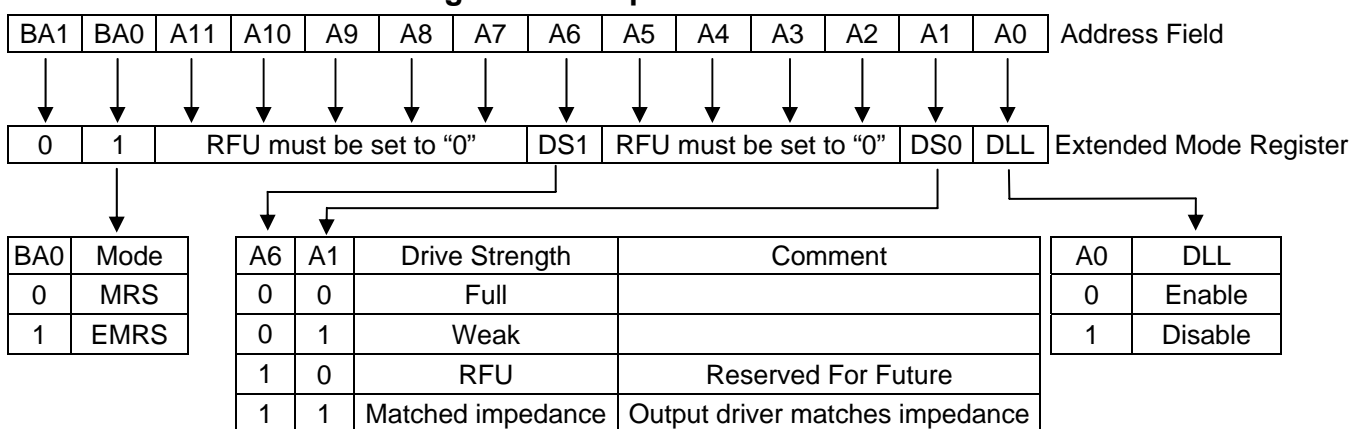 BA1 BA0 A11 A10 A9 A8 A7 A6 A5 A4 A3 A2 A1 A0 Address Field
0 1 RFU must be set to “0” DS1 RFU must be set to “0” DS0 DLL Extended Mode Register
BA0 Mode
0 MRS
1 EMRS
A6 A1 Drive Strength Comment
0 0 Full
0 1 Weak
1 0 RFU Reserved For Future
1 1 Matched impedance Output driver matches impedance
A0 DLL
0 Enable
1 Disable